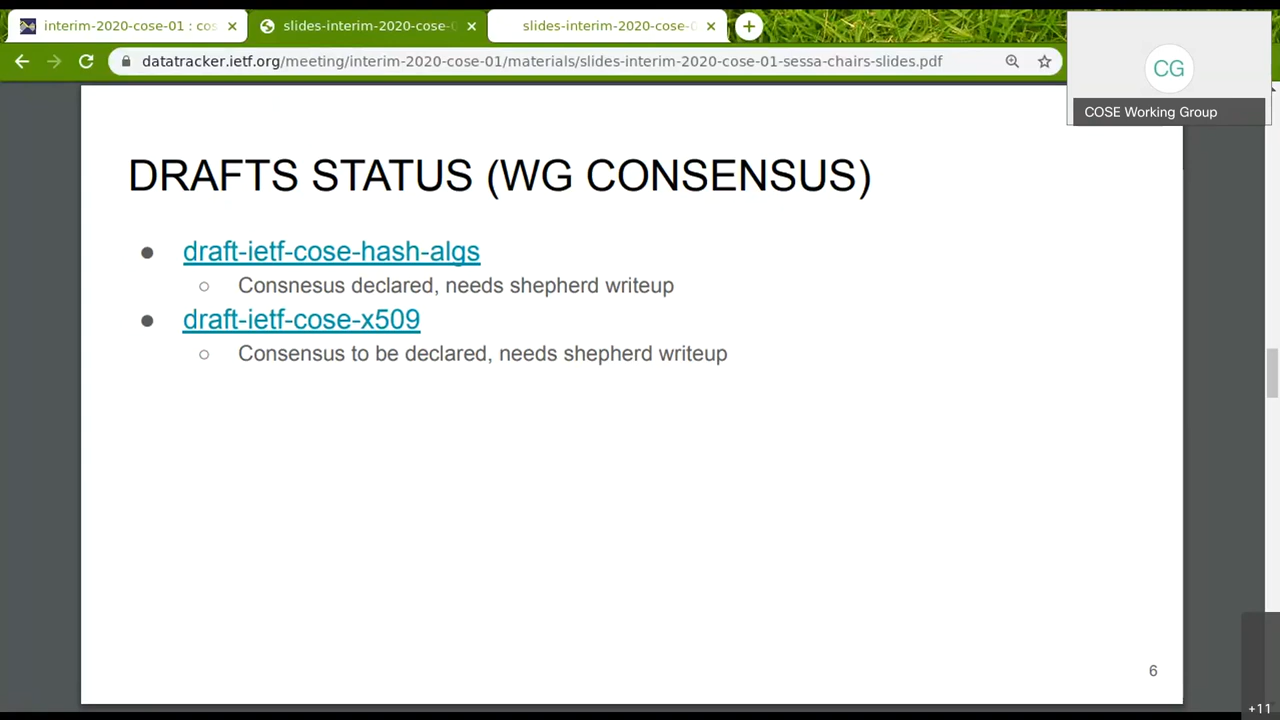 interim-2020-cose-01 : cos
slides-interim-2020-cose-0
slides-interim-2020-cose-0
datatracker.ietf.org/meeting/interim-2020-cose-01/materials/slides-interim-2020-cose-01-sessa-chairs-slides.pdf
CG
COSE Working Group
DRAFTS STATUS (WG CONSENSUS)
draft-ietf-cose-hash-algs
Consnesus declared, needs shepherd writeup
draft-ietf-cose-x509
Consensus to be declared, needs shepherd writeup
6
+11